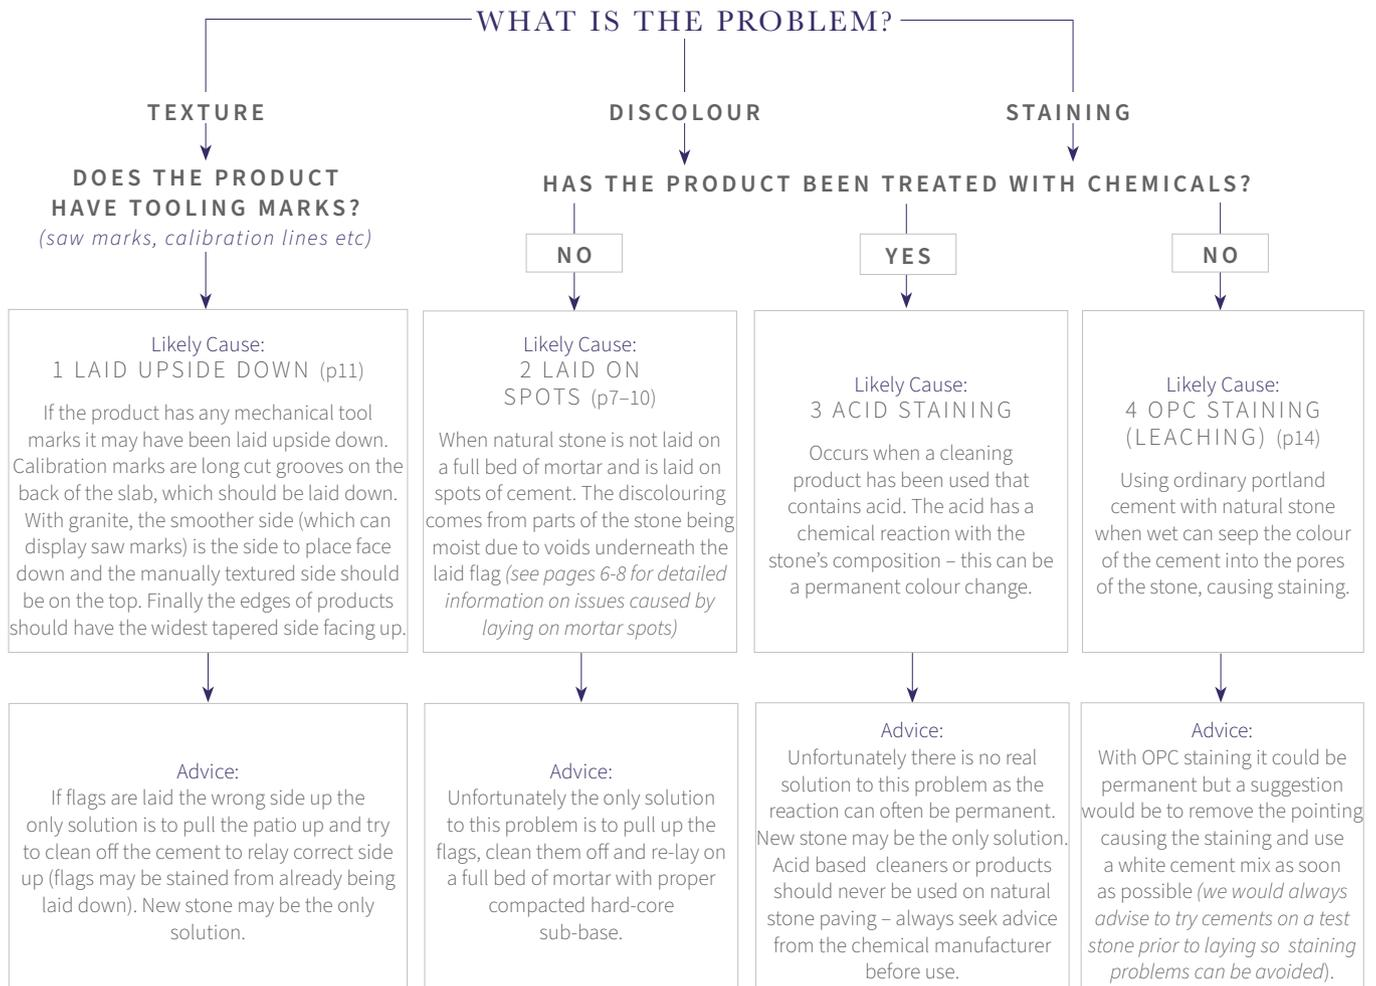 WHAT IS THE PROBLEM?
TEXTURE
DISCOLOUR
STAINING
DOES THE PRODUCT
HAVE TOOLING MARKS?
(saw marks, calibration lines etc)
HAS THE PRODUCT BEEN TREATED WITH CHEMICALS?
NO
YES
NO
Likely Cause:
1 LAID UPSIDE DOWN (p11)
If the product has any mechanical tool
marks it may have been laid upside down.
Calibration marks are long cut grooves on the
back of the slab, which should be laid down.
With granite, the smoother side (which can
display saw marks) is the side to place face
down and the manually textured side should
be on the top. Finally the edges of products
should have the widest tapered side facing up.
Likely Cause:
2 LAID ON
SPOTS (p7–10)
When natural stone is not laid on
a full bed of mortar and is laid on
spots of cement. The discolouring
comes from parts of the stone being
moist due to voids underneath the
laid flag (see pages 6-8 for detailed
information on issues caused by
laying on mortar spots)
Likely Cause:
3 ACID STAINING
Occurs when a cleaning
product has been used that
contains acid. The acid has a
chemical reaction with the
stone’s composition – this can be
a permanent colour change.
Likely Cause:
4 OPC STAINING
(LEACHING) (p14)
Using ordinary portland
cement with natural stone
when wet can seep the colour
of the cement into the pores
of the stone, causing staining.
Advice:
If flags are laid the wrong side up the
only solution is to pull the patio up and try
to clean off the cement to relay correct side
up (flags may be stained from already being
laid down). New stone may be the only
solution.
Advice:
Unfortunately the only solution
to this problem is to pull up the
flags, clean them off and re-lay on
a full bed of mortar with proper
compacted hard-core
sub-base.
Advice:
Unfortunately there is no real
solution to this problem as the
reaction can often be permanent.
New stone may be the only solution.
Acid based  cleaners or products
should never be used on natural
stone paving – always seek advice
from the chemical manufacturer
before use.
Advice:
With OPC staining it could be
permanent but a suggestion
would be to remove the pointing
causing the staining and use
a white cement mix as soon
as possible (we would always
advise to try cements on a test
stone prior to laying so  staining
problems can be avoided).